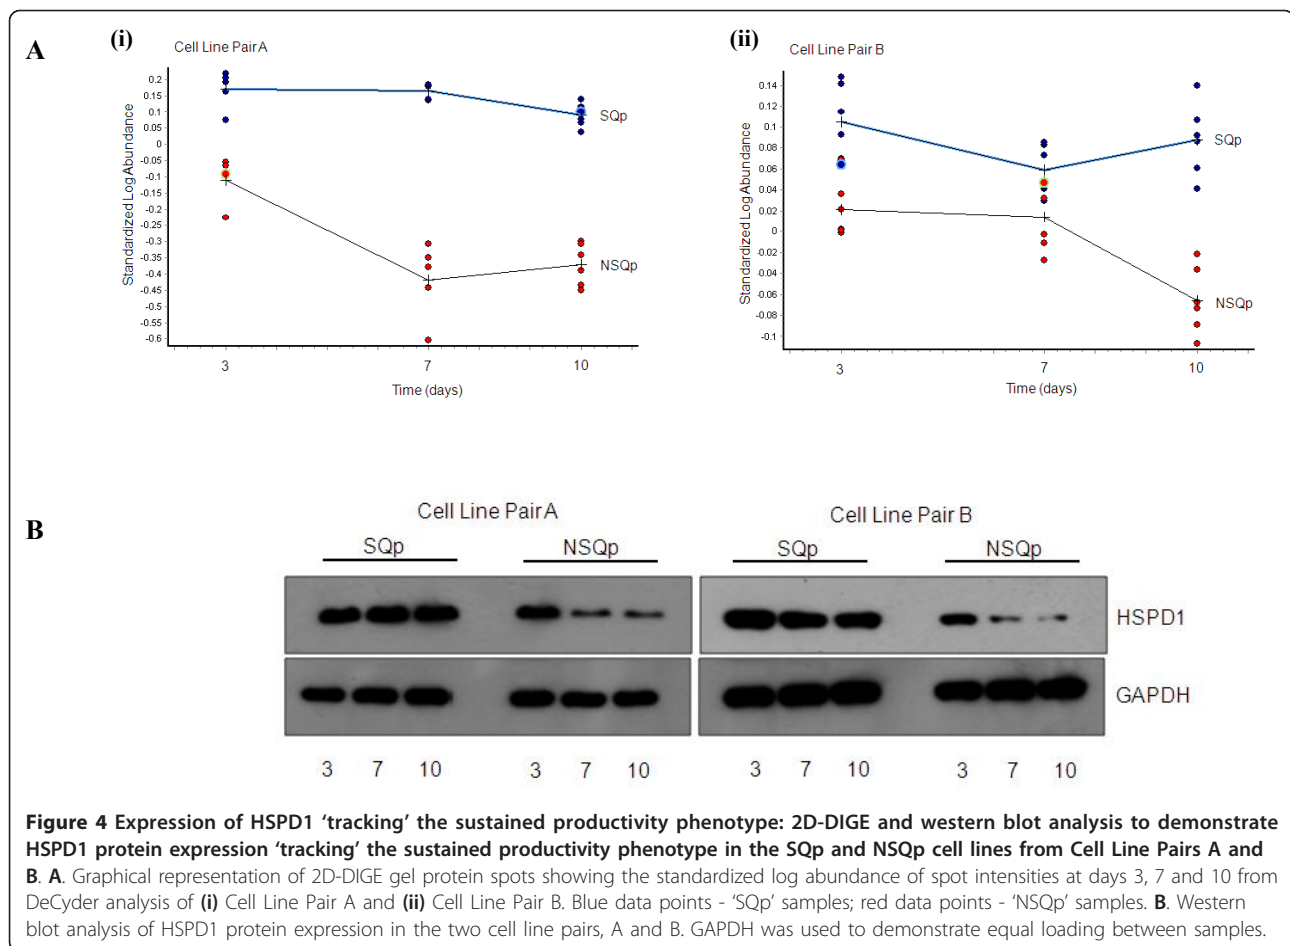 A
(i)
Cell Line Pair A
Standardized Log Abundance
0.2
0.15
0.1
0.05
0
-0.05
-0.1
-0.15
-0.2
-0.25
-0.3
-0.35
-0.4
-0.45
-0.5
-0.55
-0.6
SQp
NSQp
3 7 10
Time (days)
(ii)
Cell Line Pair B
Standardized Log Abundance
0.14
0.12
0.1
0.08
0.06
0.04
0.02
0
-0.02
-0.04
-0.06
-0.08
-0.1
SQp
NSQp
3 7 10
Time (days)
B
Cell Line Pair A Cell Line Pair B
SQp NSQp SQp NSQp
HSPD1
GAPDH
3 7 10 3 7 10 3 7 10 3 7 10
Figure 4 Expression of HSPD1 ‘tracking’ the sustained productivity phenotype: 2D-DIGE and western blot analysis to demonstrate
HSPD1 protein expression ‘tracking’ the sustained productivity phenotype in the SQp and NSQp cell lines from Cell Line Pairs A and
B. A. Graphical representation of 2D-DIGE gel protein spots showing the standardized log abundance of spot intensities at days 3, 7 and 10 from
DeCyder analysis of (i) Cell Line Pair A and (ii) Cell Line Pair B. Blue data points - ‘SQp’ samples; red data points - ‘NSQp’ samples. B. Western
blot analysis of HSPD1 protein expression in the two cell line pairs, A and B. GAPDH was used to demonstrate equal loading between samples.